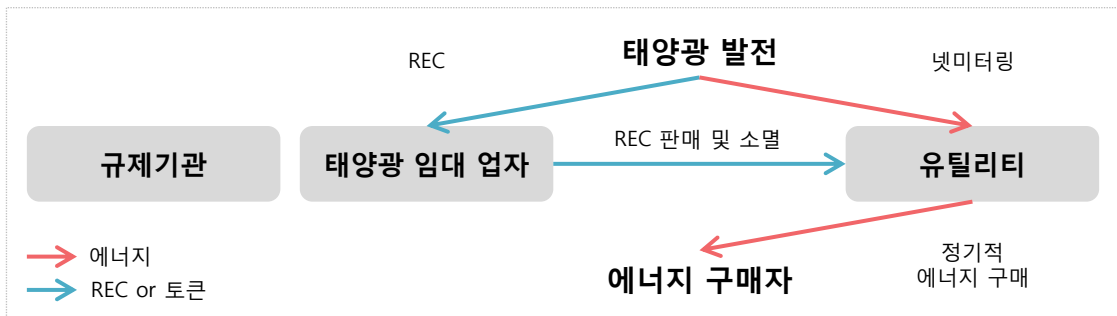 태양광 발전
REC
넷미터링
규제기관
태양광 임대 업자
REC 판매 및 소멸
유틸리티
에너지
REC or 토큰
에너지 구매자
정기적
에너지 구매